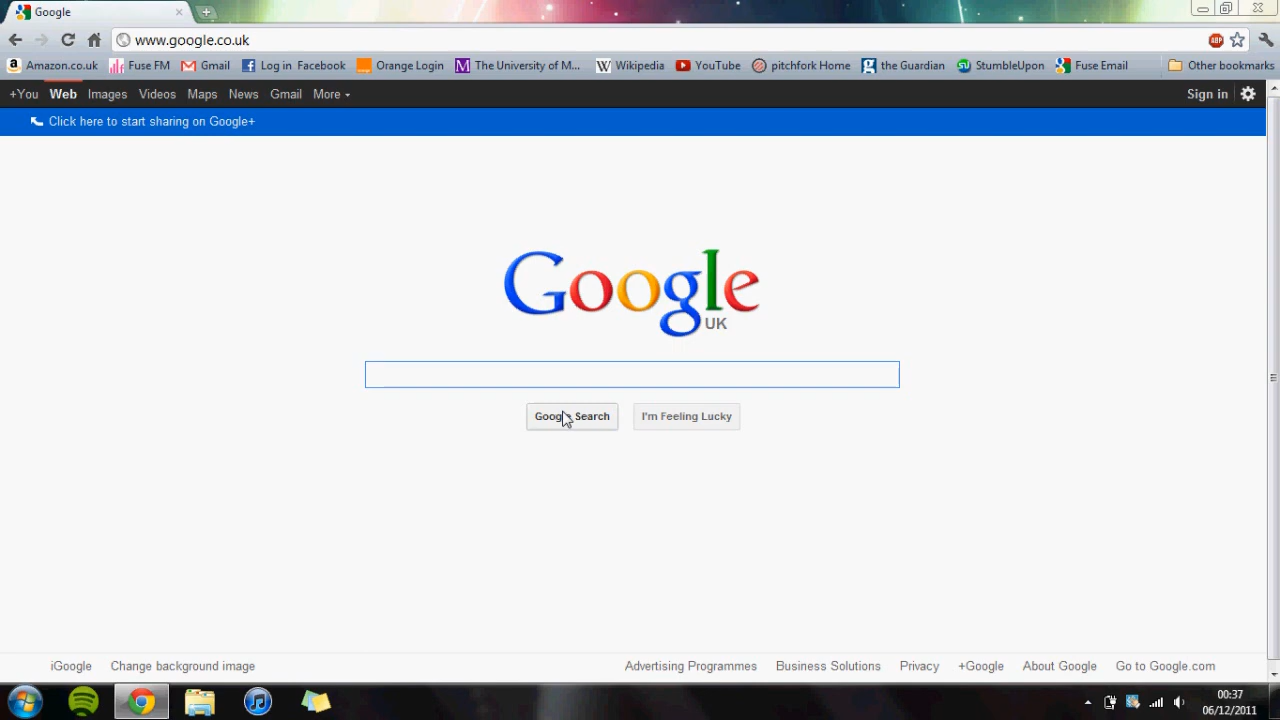 Google
www.google.co.uk
ABP
Amazon.co.uk Fuse FM Gmail Log in Facebook Orange Login The University of M... Wikipedia YouTube pitchfork Home the Guardian StumbleUpon Fuse Email Other bookmarks
+You Web Images Videos Maps News Gmail More Sign in
Click here to start sharing on Google+
Google
UK
Google Search I'm Feeling Lucky
iGoogle Change background image Advertising Programmes Business Solutions Privacy +Google About Google Go to Google.com
00:37
06/12/2011